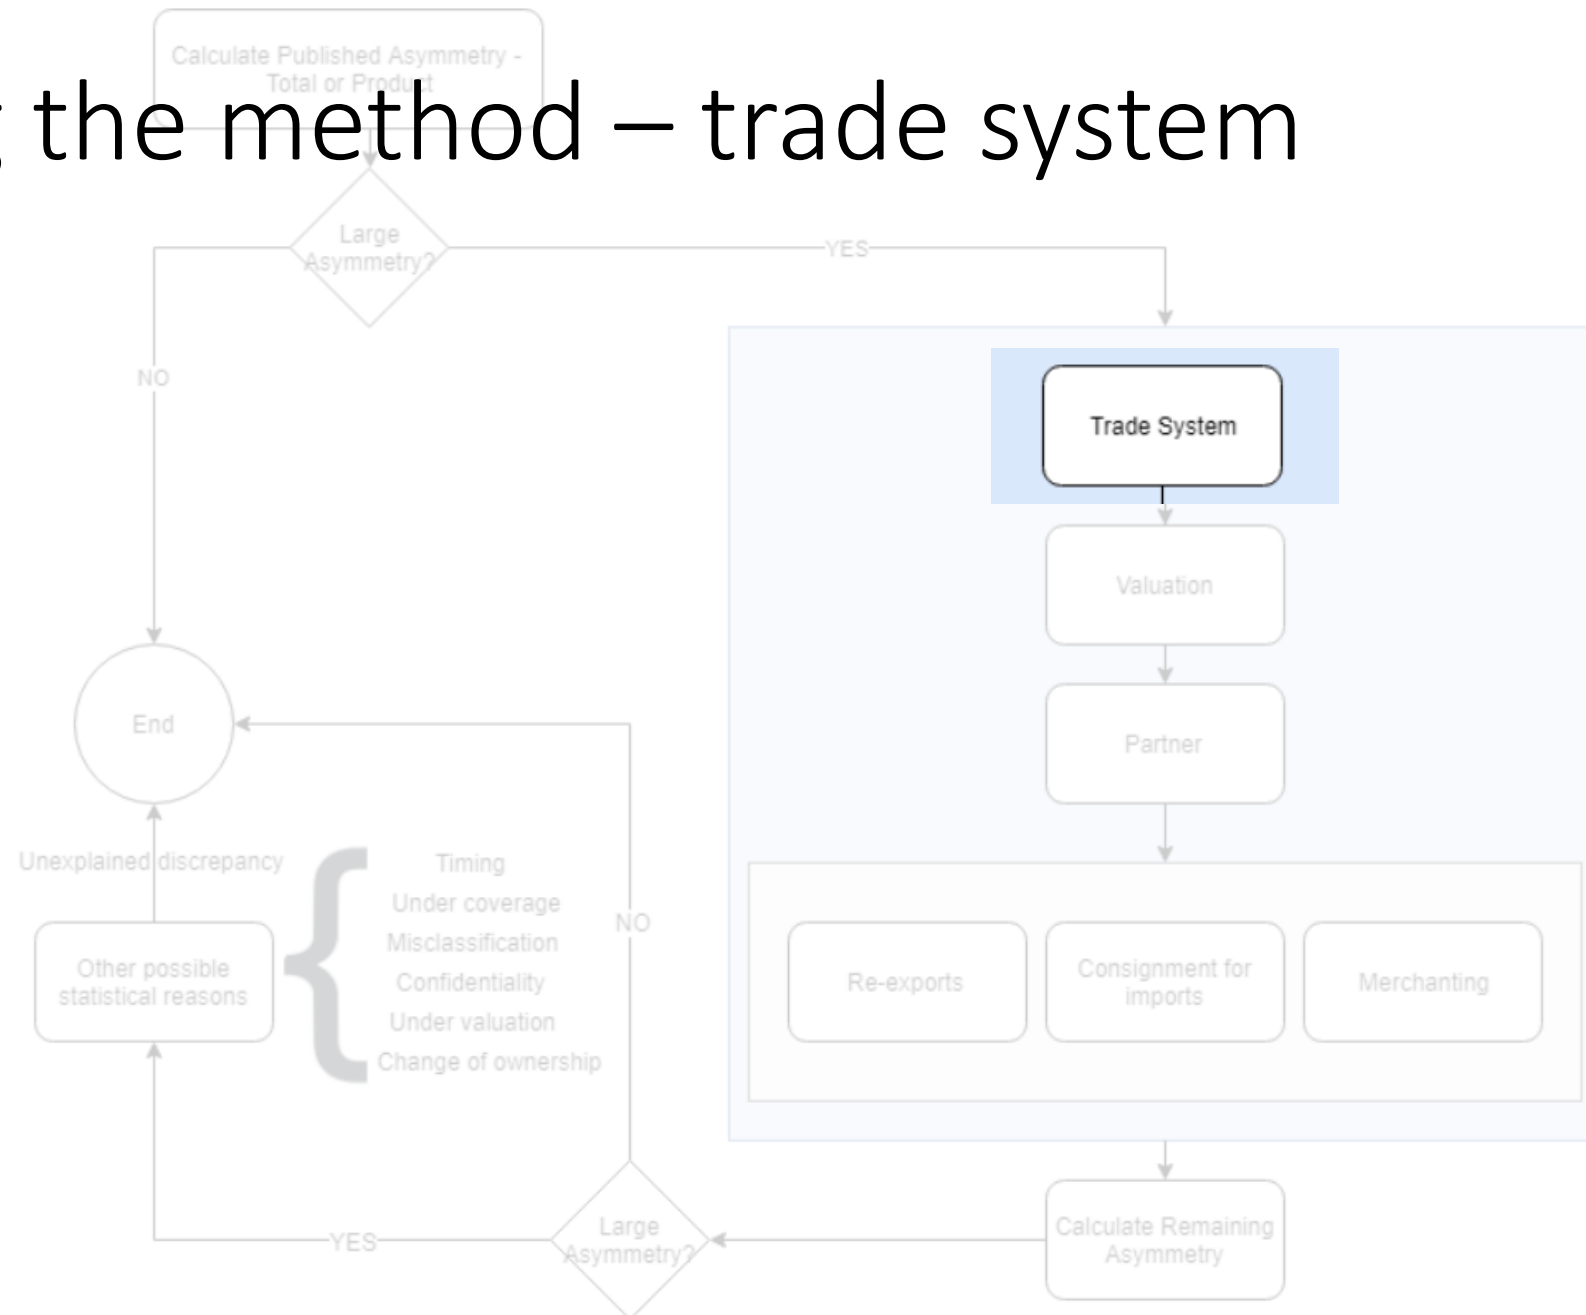 Calculate Published Asymmetry -
Total or Product
the method – trade system
Large
Asymmetry?
YES
NO
Trade System
Valuation
Partner
End
Unexplained discrepancy
Timing
Under coverage
Misclassification
Confidentiality
Under valuation
Change of ownership
NO
Other possible
statistical reasons
{
Re-exports
Consignment for
imports
Merchanting
Large
Asymmetry?
YES
Calculate Remaining
Asymmetry